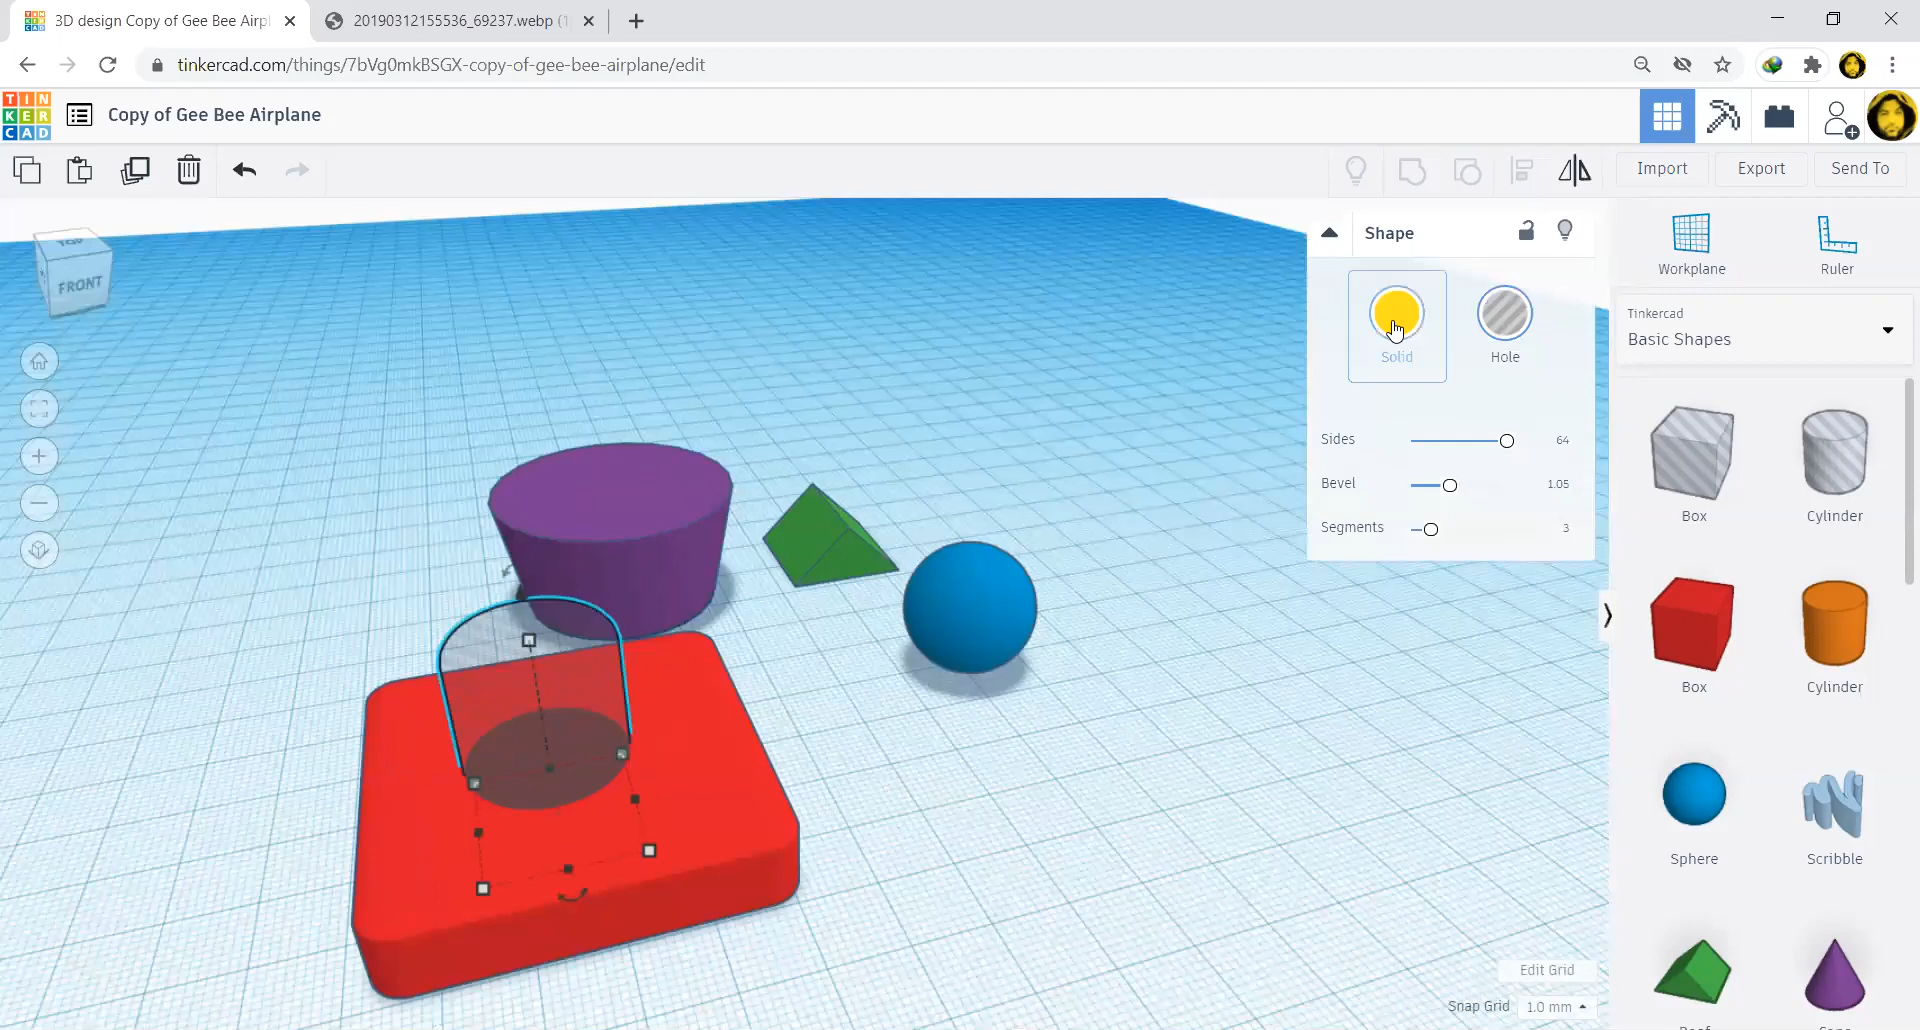 3D design Copy of Gee Bee Airpl
20190312155536_69237.webp (1
tinkercad.com/things/7bVg0mkBSGX-copy-of-gee-bee-airplane/edit
TIN
KER
CAD
Copy of Gee Bee Airplane
Import
Export
Send To
TOP
FRONT
Shape
Solid
Hole
Sides
64
Bevel
1.05
Segments
3
Workplane
Ruler
Tinkercad
Basic Shapes
Box
Cylinder
Box
Cylinder
Sphere
Scribble
Edit Grid
Snap Grid
1.0 mm